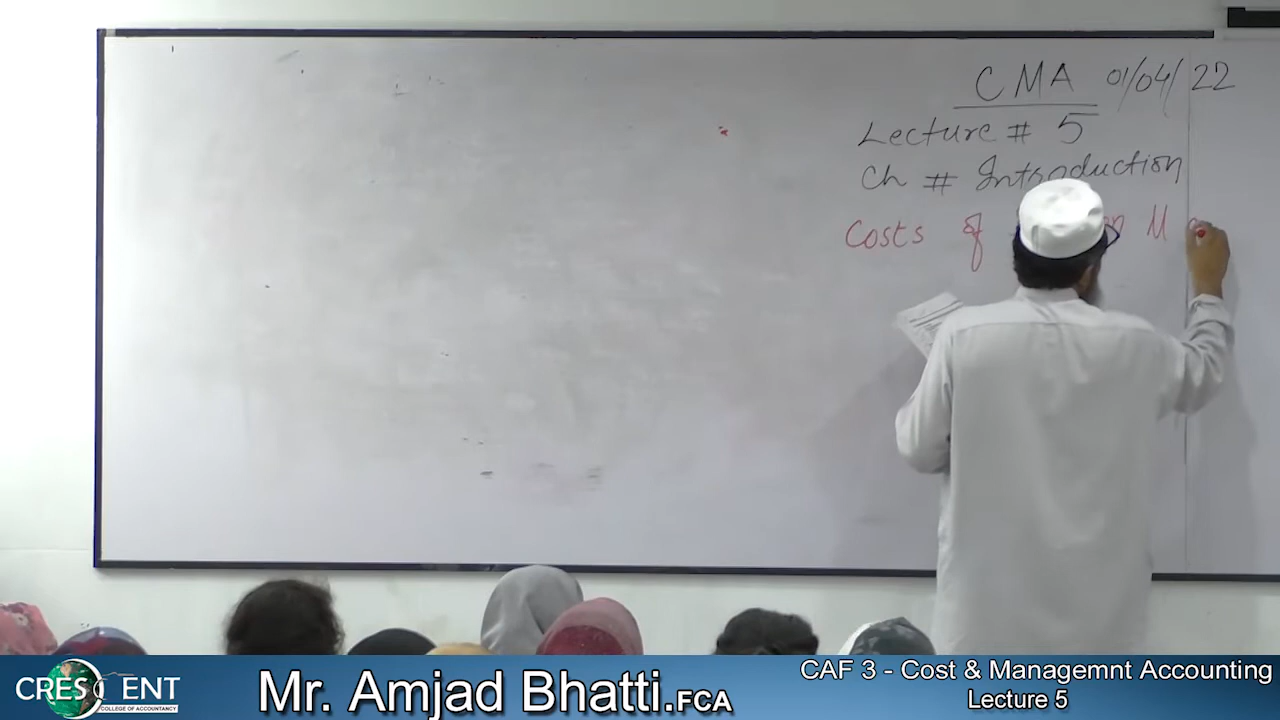 CMA 01/04/22
Lecture # 5
Ch # Introduction
Costs of M
CRESCENT
COLLEGE OF ACCOUNTANCY
Mr. Amjad Bhatti.FCA
CAF 3 - Cost & Managemnt Accounting
Lecture 5